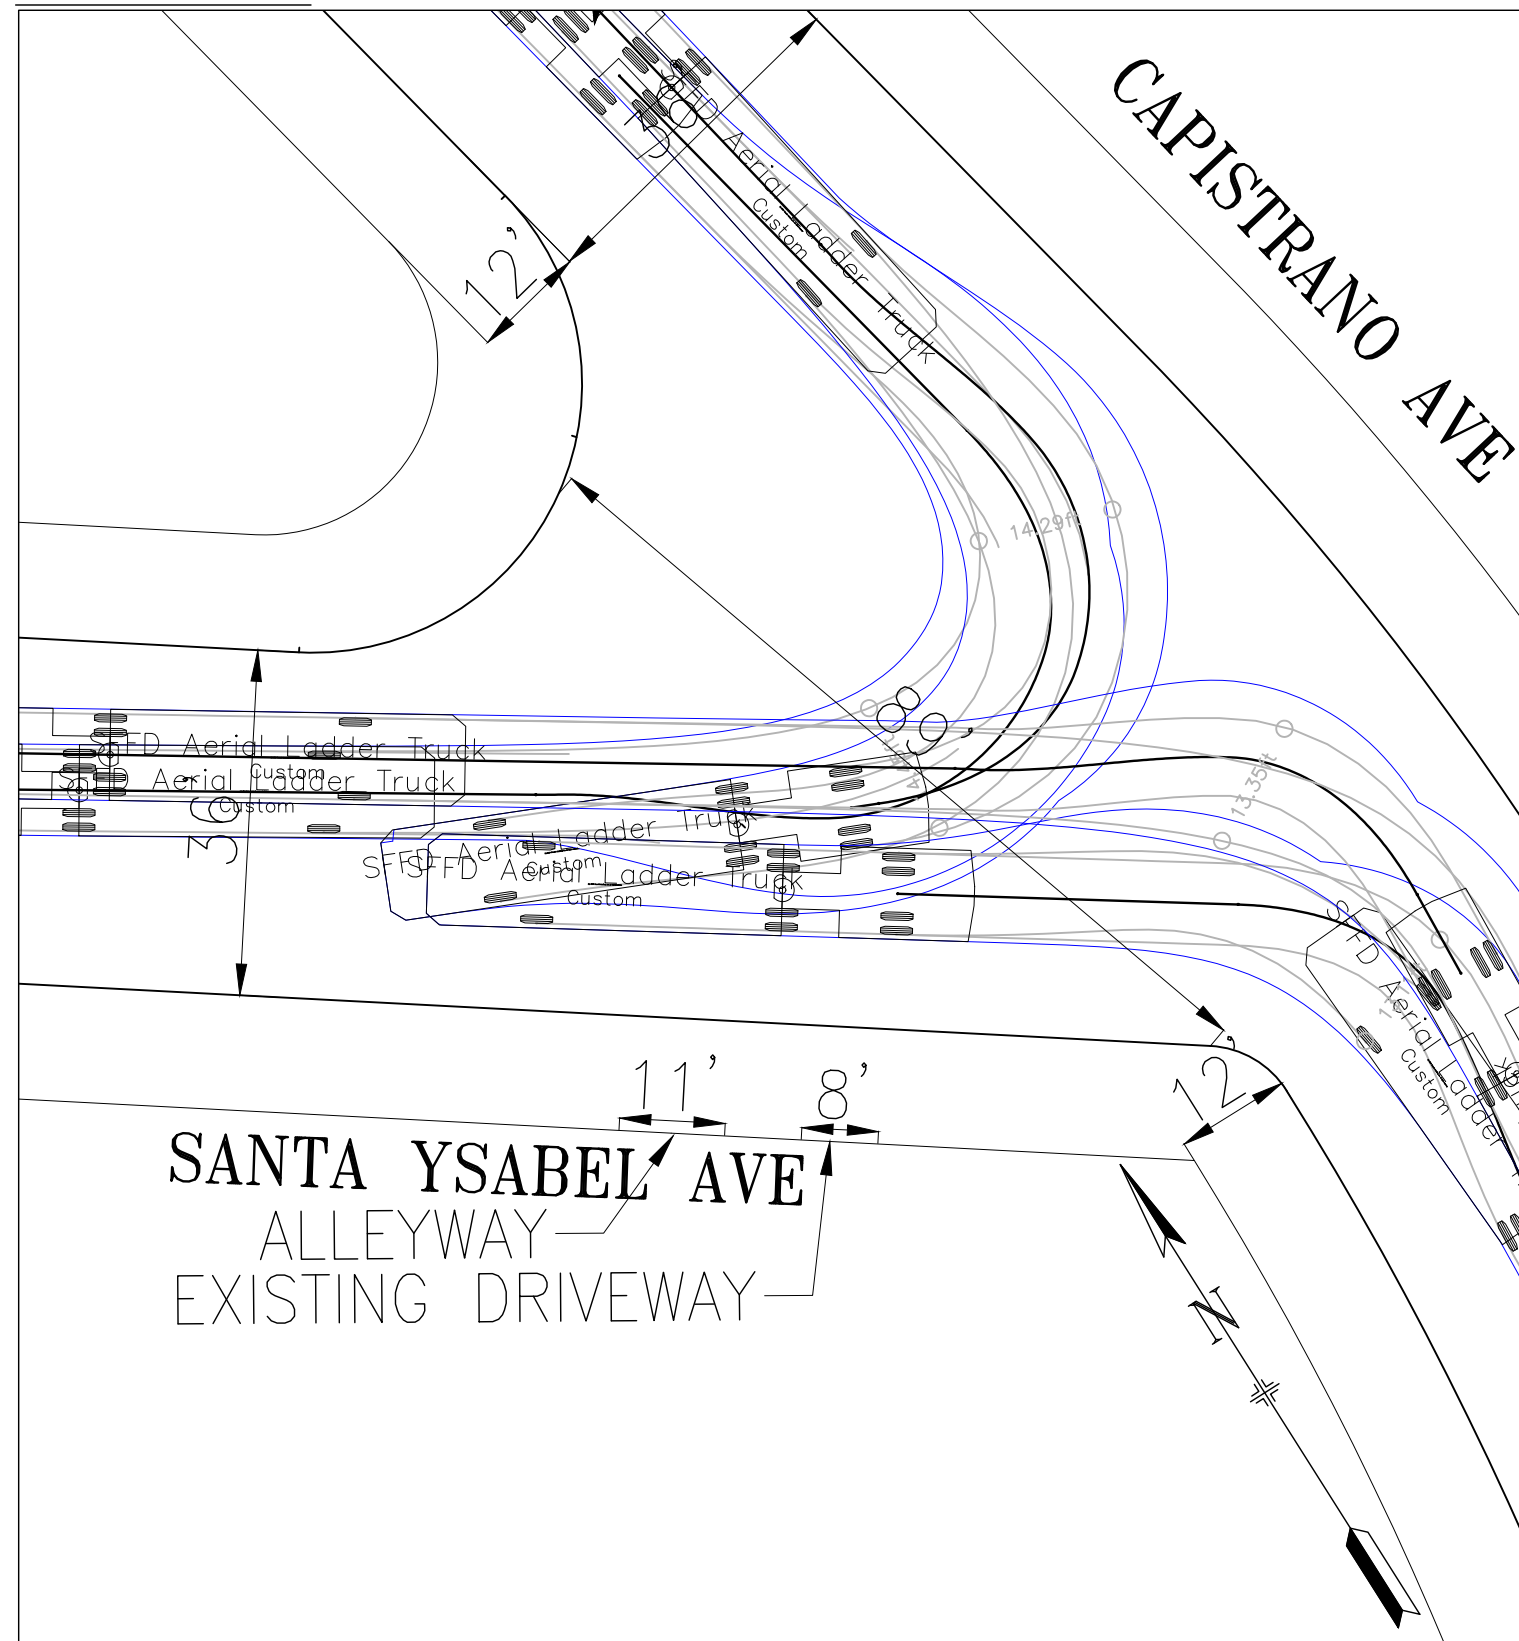 CAPISTRANO AVE
38'
SFFD Aerial Ladder Truck
Custom
12'
14.29ft
98'
SFFD Aerial Ladder Truck
Custom
SFFD Aerial Ladder Truck
Custom
36'
13.35ft
SFFD Aerial Ladder Truck
Custom
SFFD Aerial Ladder Truck
Custom
SFFD Aerial Ladder
Custom
11'
8'
12'
SANTA YSABEL AVE
ALLEYWAY
EXISTING DRIVEWAY
N